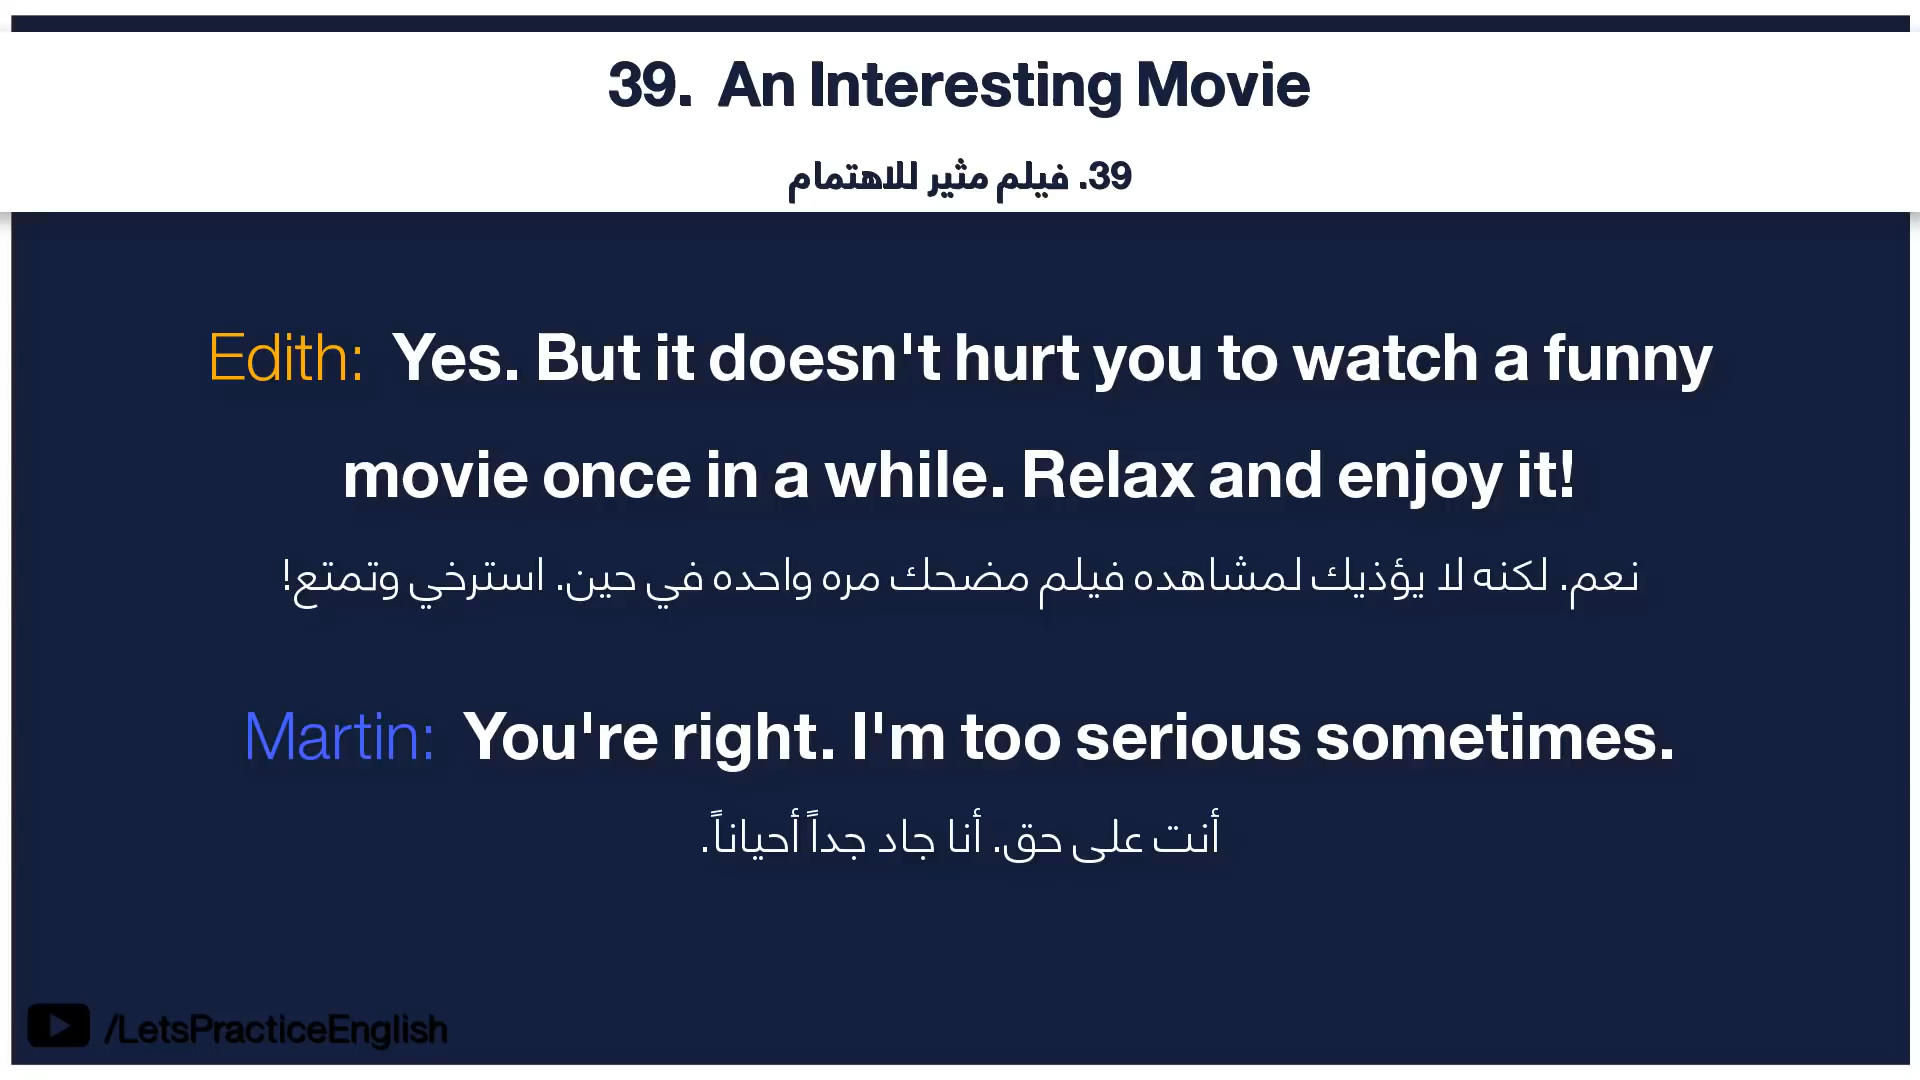 39. An Interesting Movie
39. فيلم مثير للاهتمام
Edith: Yes. But it doesn't hurt you to watch a funny
movie once in a while. Relax and enjoy it!
نعم. لكنه لا يؤذيك لمشاهده فيلم مضحك مره واحده في حين. استرخي وتمتع!
Martin: You're right. I'm too serious sometimes.
أنت على حق. أنا جاد جداً أحياناً.
/LetsPracticeEnglish